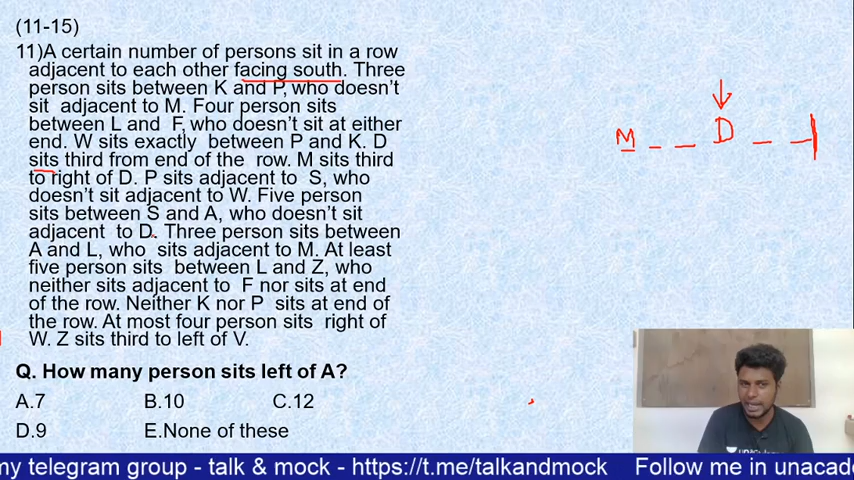 (11-15)
11)A certain number of persons sit in a row
adjacent to each other facing south. Three
person sits between K and P, who doesn't
sit adjacent to M. Four person sits
between L and F, who doesn't sit at either
end. W sits exactly between P and K. D
sits third from end of the row. M sits third
to right of D. P sits adjacent to S, who
doesn't sit adjacent to W. Five person
sits between S and A, who doesn't sit
adjacent to D. Three person sits between
A and L, who sits adjacent to M. At least
five person sits between L and Z, who
neither sits adjacent to F nor sits at end
of the row. Neither K nor P sits at end of
the row. At most four person sits right of
W. Z sits third to left of V.
Q. How many person sits left of A?
A.7 B.10 C.12
D.9 E.None of these
M _ _ D _ _
my telegram group - talk & mock - https://t.me/talkandmock Follow me in